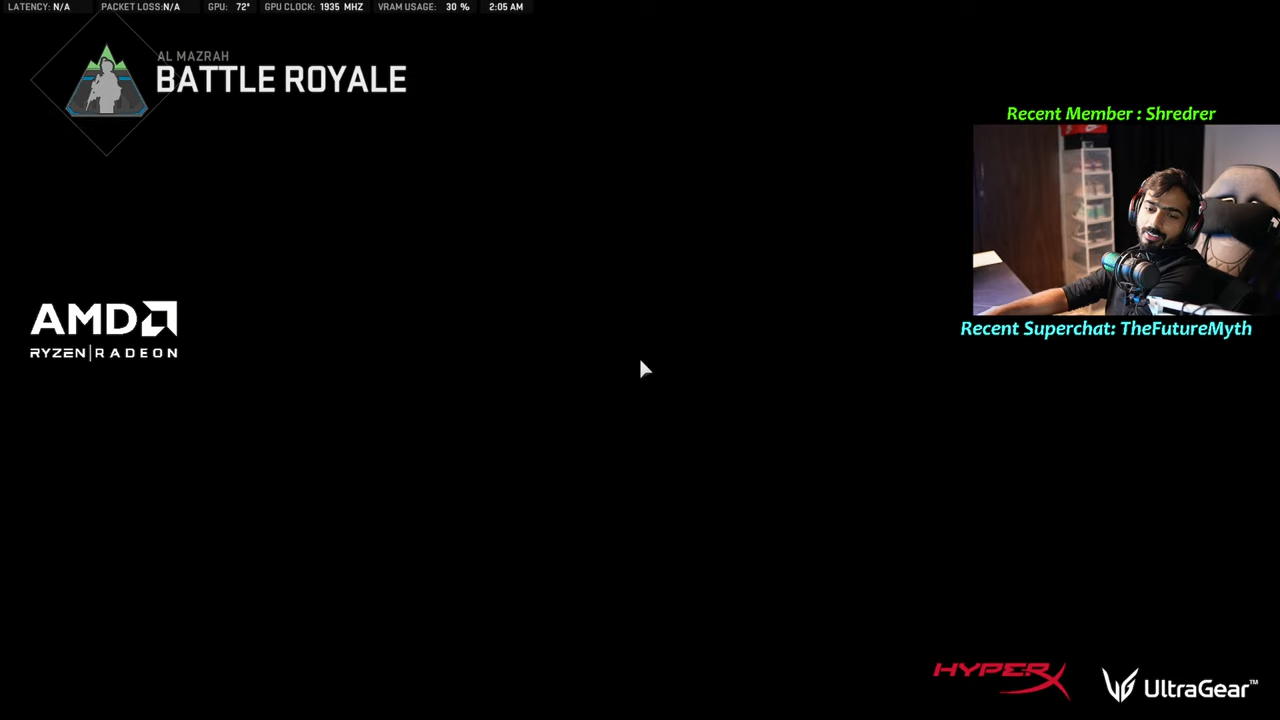 LATENCY: N/A PACKET LOSS:N/A GPU: 72° GPU CLOCK: 1935 MHZ VRAM USAGE: 30 % 2:05 AM
AL MAZRAH
BATTLE ROYALE
Recent Member : Shredrer
Recent Superchat: TheFutureMyth
AMD
RYZEN|RADEON
HYPERX
UltraGear™